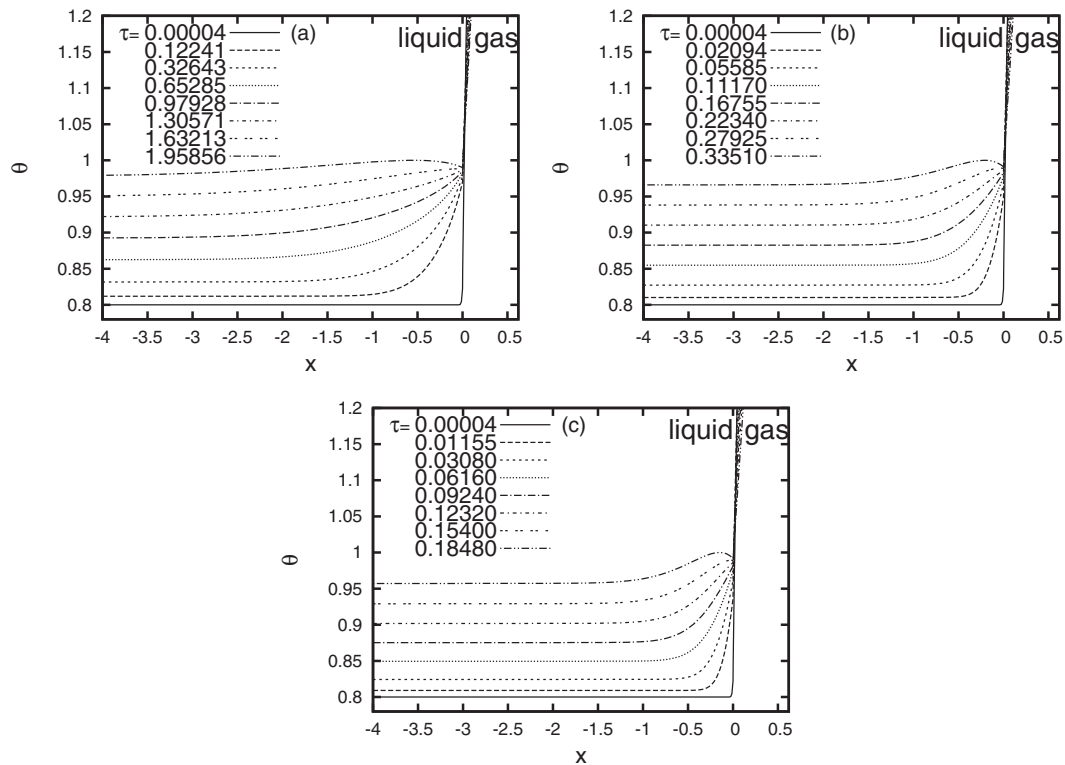 1.2
1.15
1.1
1.05
1
0.95
0.9
0.85
0.8
θ
τ= 0.00004
0.12241
0.32643
0.65285
0.97928
1.30571
1.63213
1.95856
(a)
liquid gas
-4 -3.5 -3 -2.5 -2 -1.5 -1 -0.5 0 0.5
x
1.2
1.15
1.1
1.05
1
0.95
0.9
0.85
0.8
θ
τ= 0.00004
0.02094
0.05585
0.11170
0.16755
0.22340
0.27925
0.33510
(b)
liquid gas
-4 -3.5 -3 -2.5 -2 -1.5 -1 -0.5 0 0.5
x
1.2
1.15
1.1
1.05
1
0.95
0.9
0.85
0.8
θ
τ= 0.00004
0.01155
0.03080
0.06160
0.09240
0.12320
0.15400
0.18480
(c)
liquid gas
-4 -3.5 -3 -2.5 -2 -1.5 -1 -0.5 0 0.5
x